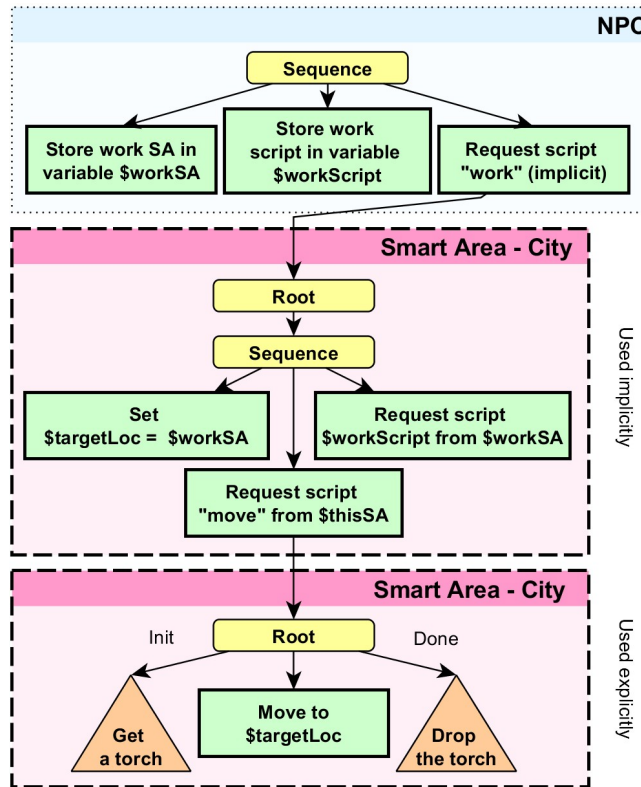 NPC
Sequence
Store work SA in
variable $workSA
Store work
script in variable
$workScript
Request script
"work" (implicit)
Smart Area - City
Root
Sequence
Set
$targetLoc = $workSA
Request script
$workScript from $workSA
Request script
"move" from $thisSA
Used implicitly
Smart Area - City
Init
Root
Done
Get
a torch
Move to
$targetLoc
Drop
the torch
Used explicitly